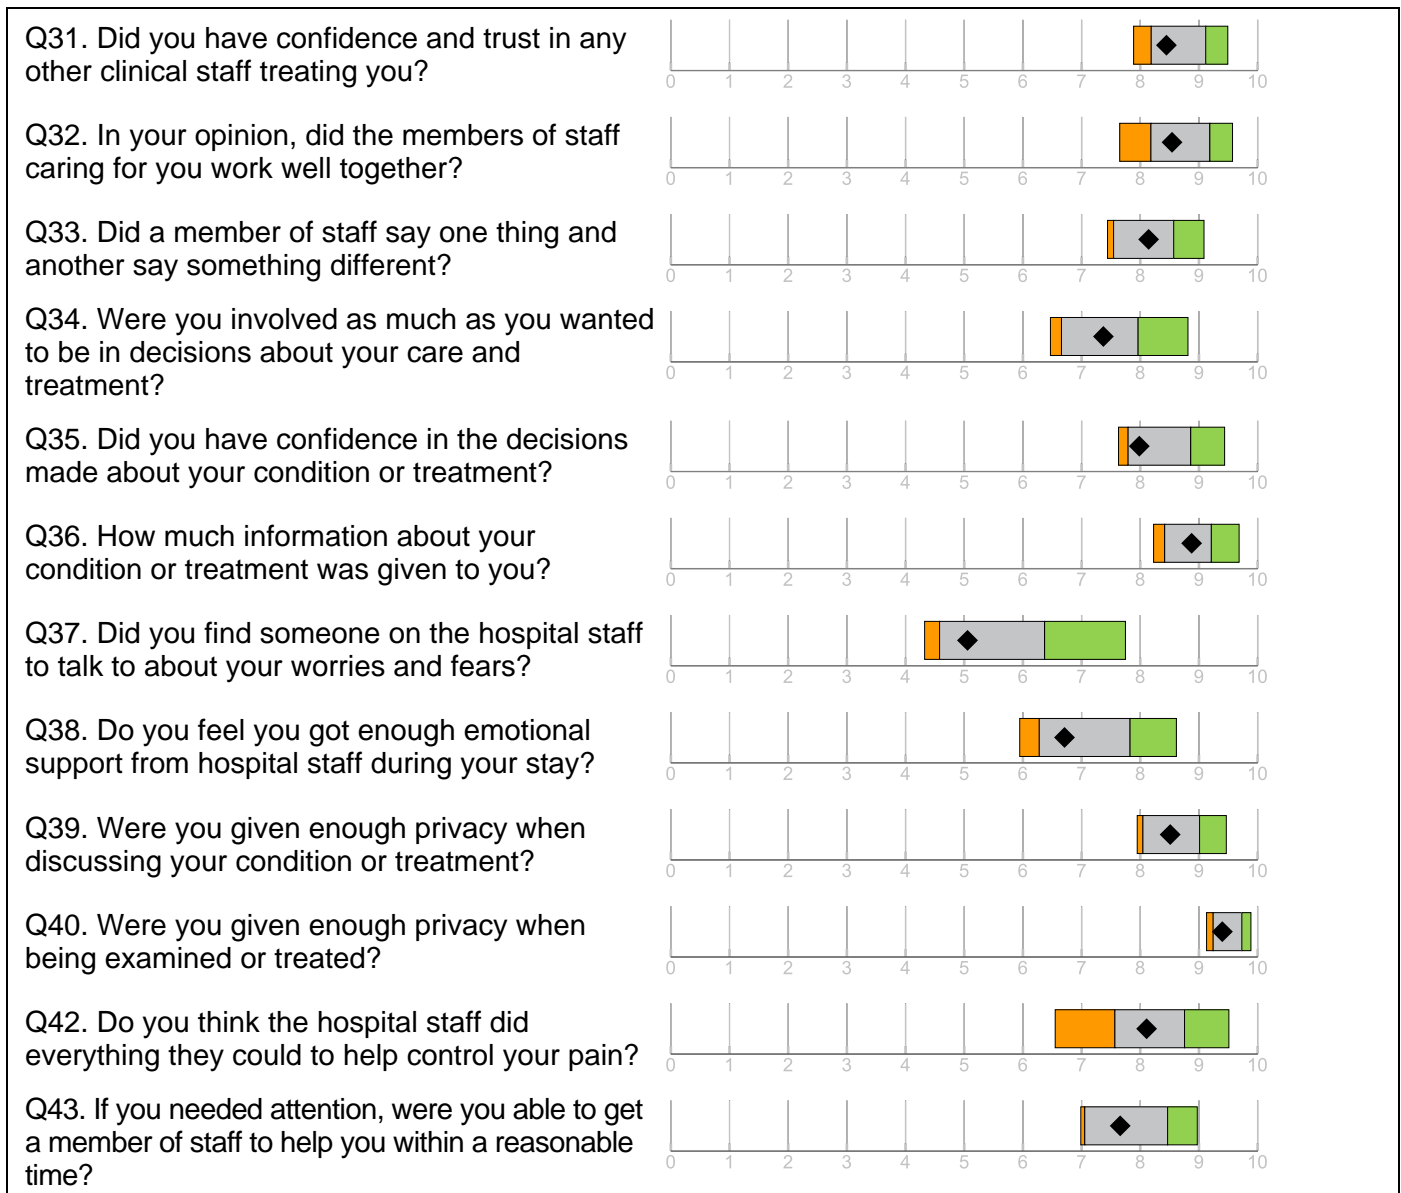 Q31. Did you have confidence and trust in any
other clinical staff treating you?
0 1 2 3 4 5 6 7 8 9 10
Q32. In your opinion, did the members of staff
caring for you work well together?
0 1 2 3 4 5 6 7 8 9 10
Q33. Did a member of staff say one thing and
another say something different?
0 1 2 3 4 5 6 7 8 9 10
Q34. Were you involved as much as you wanted
to be in decisions about your care and
treatment?
0 1 2 3 4 5 6 7 8 9 10
Q35. Did you have confidence in the decisions
made about your condition or treatment?
0 1 2 3 4 5 6 7 8 9 10
Q36. How much information about your
condition or treatment was given to you?
0 1 2 3 4 5 6 7 8 9 10
Q37. Did you find someone on the hospital staff
to talk to about your worries and fears?
0 1 2 3 4 5 6 7 8 9 10
Q38. Do you feel you got enough emotional
support from hospital staff during your stay?
0 1 2 3 4 5 6 7 8 9 10
Q39. Were you given enough privacy when
discussing your condition or treatment?
0 1 2 3 4 5 6 7 8 9 10
Q40. Were you given enough privacy when
being examined or treated?
0 1 2 3 4 5 6 7 8 9 10
Q42. Do you think the hospital staff did
everything they could to help control your pain?
0 1 2 3 4 5 6 7 8 9 10
Q43. If you needed attention, were you able to get
a member of staff to help you within a reasonable
time?
0 1 2 3 4 5 6 7 8 9 10